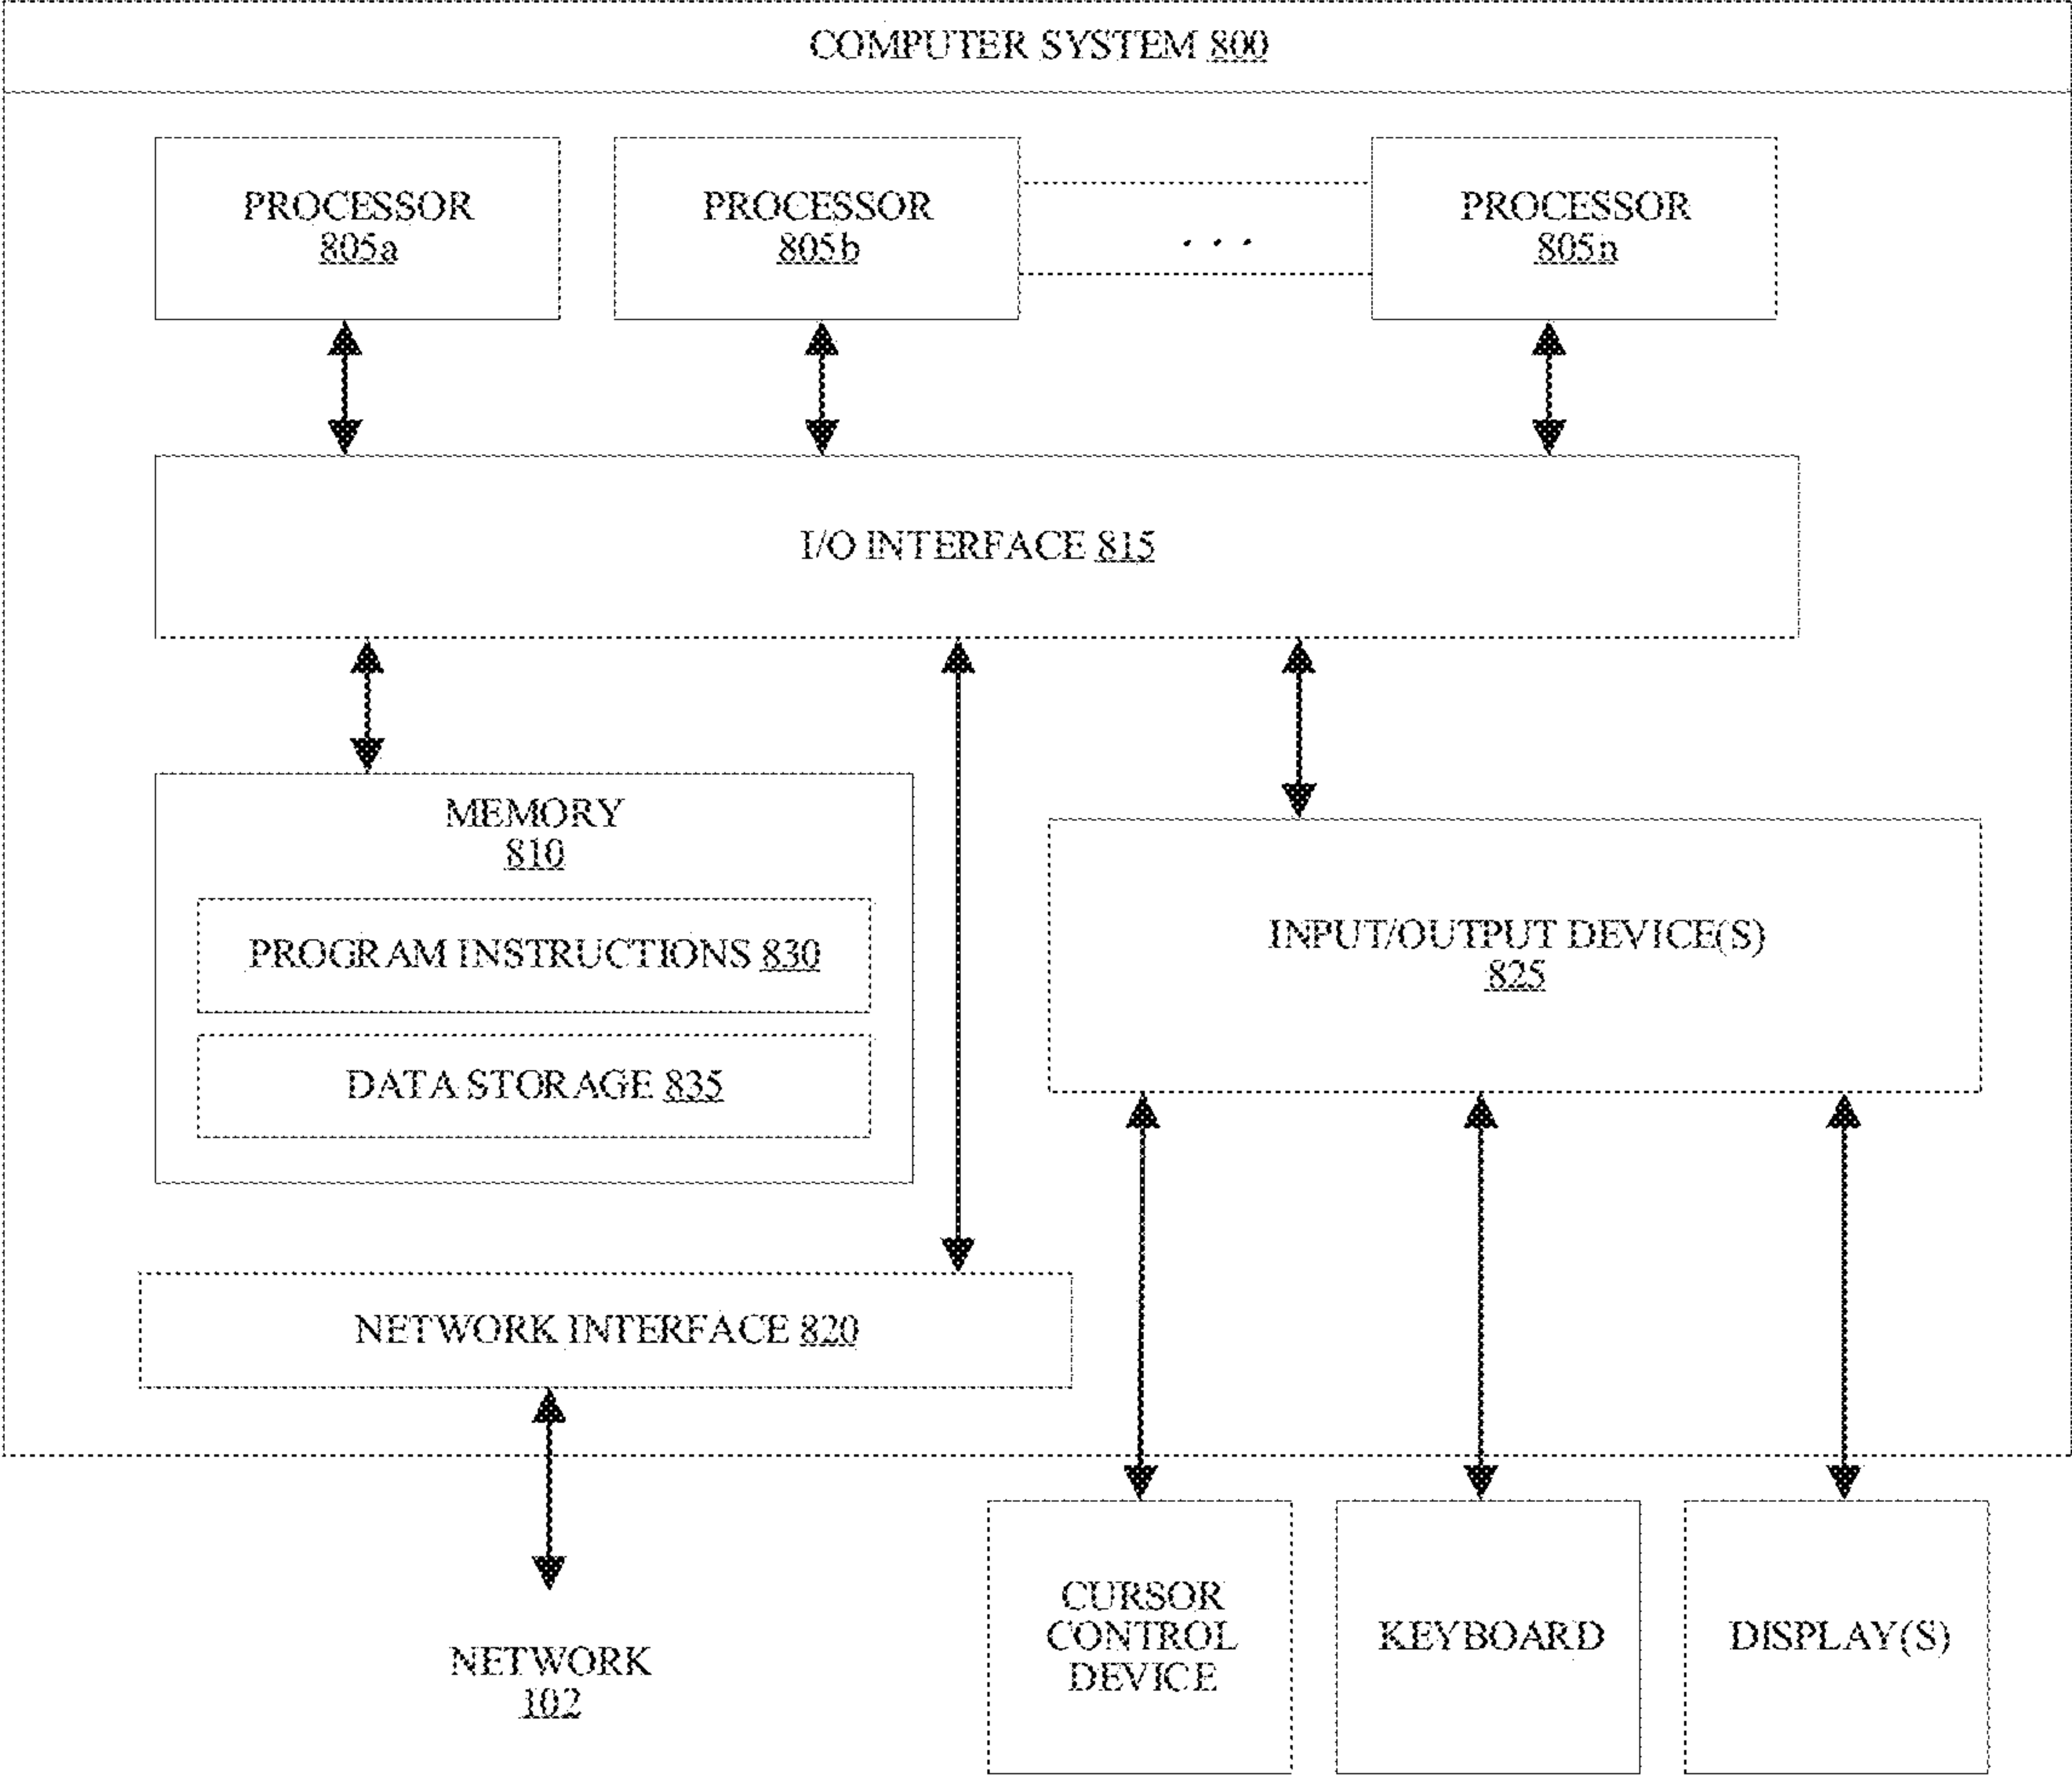 COMPUTER SYSTEM 800
PROCESSOR
805a
PROCESSOR
805b
. . .
PROCESSOR
805n
I/O INTERFACE 815
MEMORY
810
PROGRAM INSTRUCTIONS 830
DATA STORAGE 835
INPUT/OUTPUT DEVICE(S)
825
NETWORK INTERFACE 820
NETWORK
102
CURSOR
CONTROL
DEVICE
KEYBOARD
DISPLAY(S)